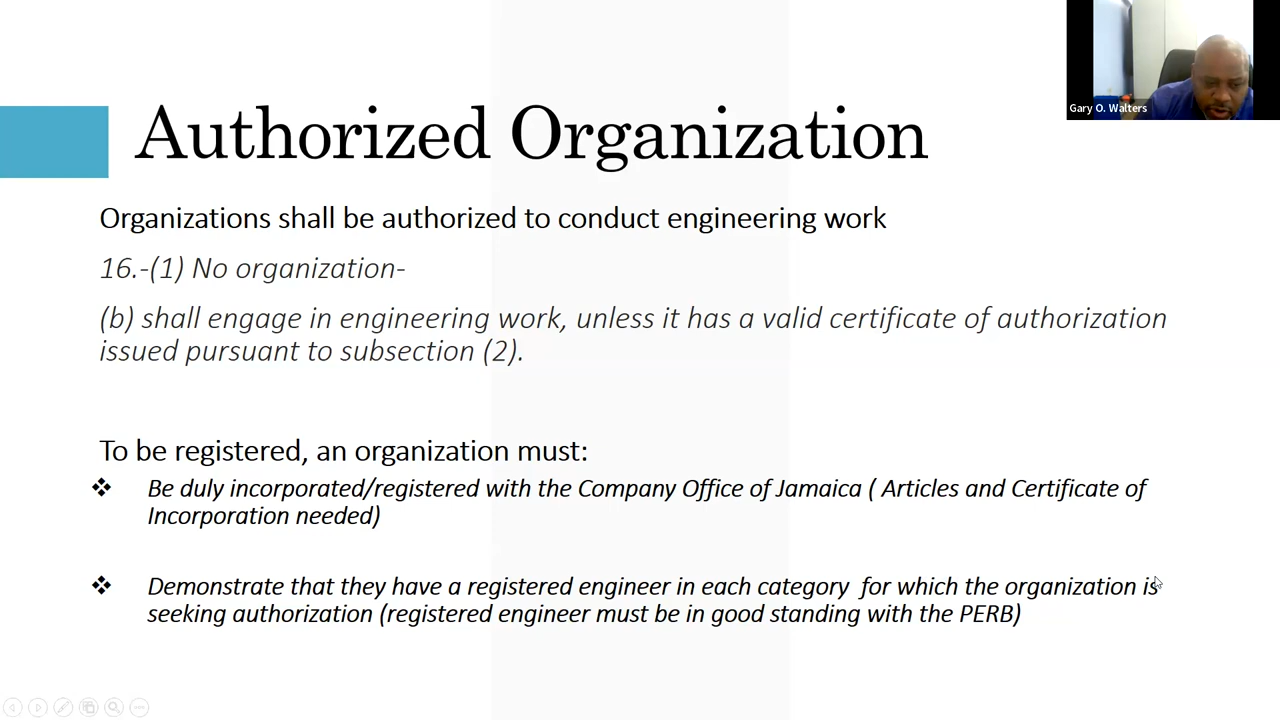 Gary O. Walters
Authorized Organization
Organizations shall be authorized to conduct engineering work
16.-(1) No organization-
(b) shall engage in engineering work, unless it has a valid certificate of authorization
issued pursuant to subsection (2).
To be registered, an organization must:
❖ Be duly incorporated/registered with the Company Office of Jamaica ( Articles and Certificate of
Incorporation needed)
❖ Demonstrate that they have a registered engineer in each category for which the organization is
seeking authorization (registered engineer must be in good standing with the PERB)